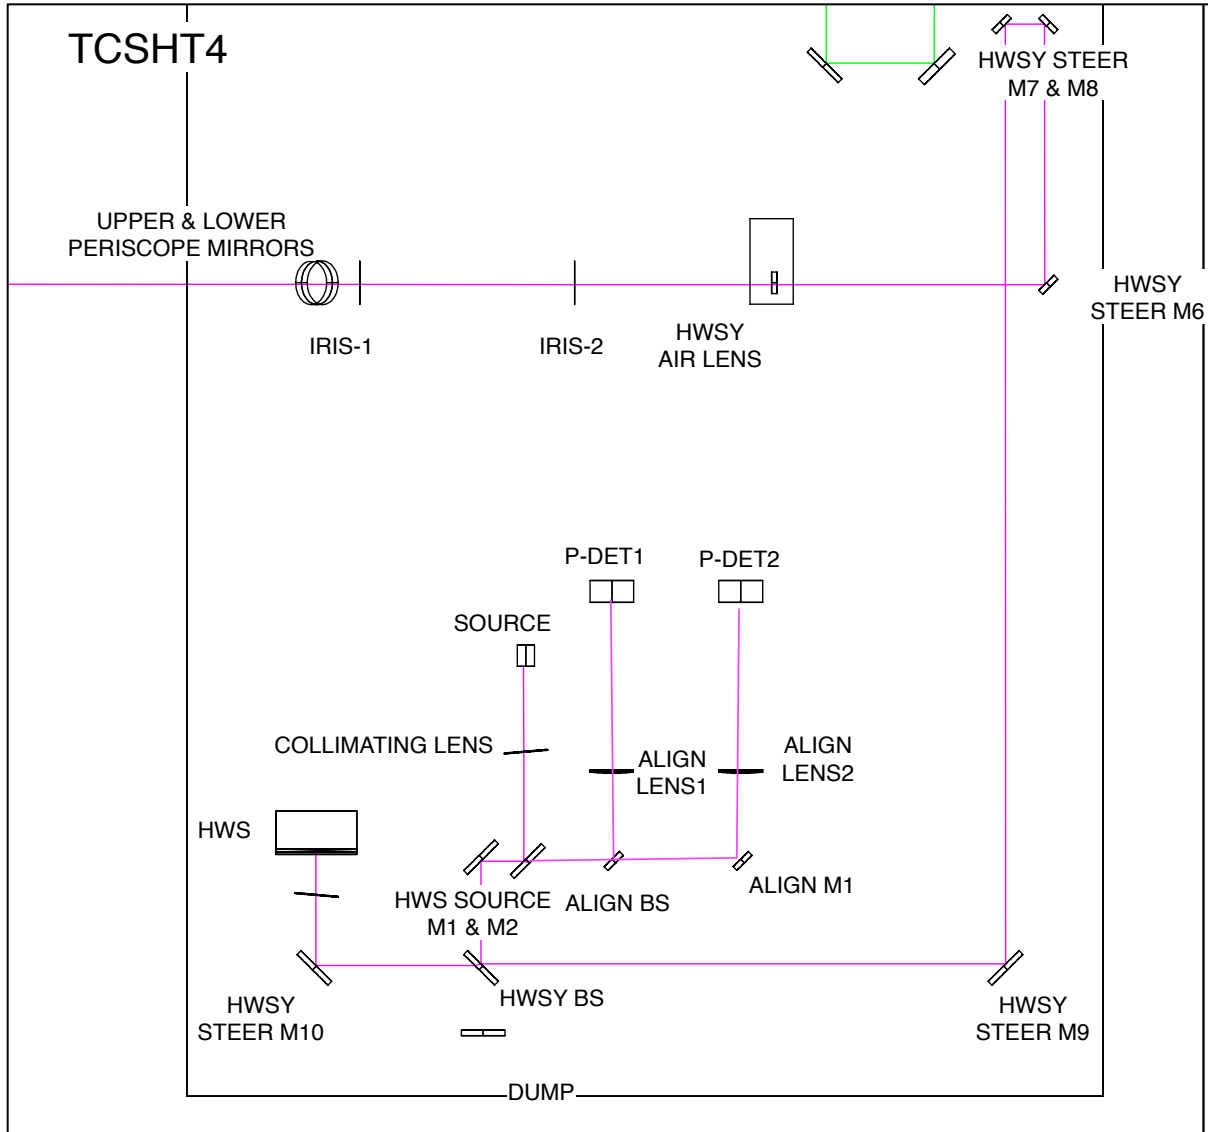 TCSHT4
HWSY STEER
M7 & M8
UPPER & LOWER
PERISCOPE MIRRORS
HWSY
STEER M6
IRIS-1
IRIS-2
HWSY
AIR LENS
P-DET1
P-DET2
SOURCE
COLLIMATING LENS
ALIGN
LENS1
ALIGN
LENS2
HWS
HWS SOURCE
M1 & M2
ALIGN BS
ALIGN M1
HWSY
STEER M10
HWSY BS
HWSY
STEER M9
DUMP